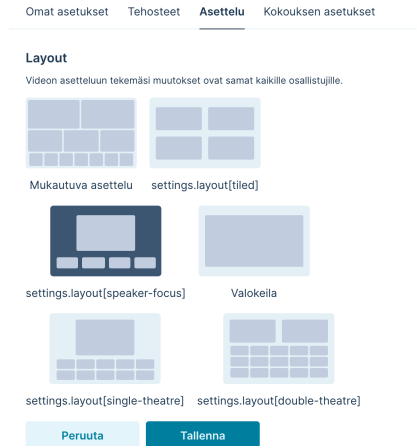 Omat asetukset Tehosteet Asettelu Kokouksen asetukset
Layout
Videon asetteluun tekemäsi muutokset ovat samat kaikille osallistujille.
Mukautuva asettelu settings.layout[tiled]
settings.layout[speaker-focus] Valokeila
settings.layout[single-theatre] settings.layout[double-theatre]
Peruuta Tallenna